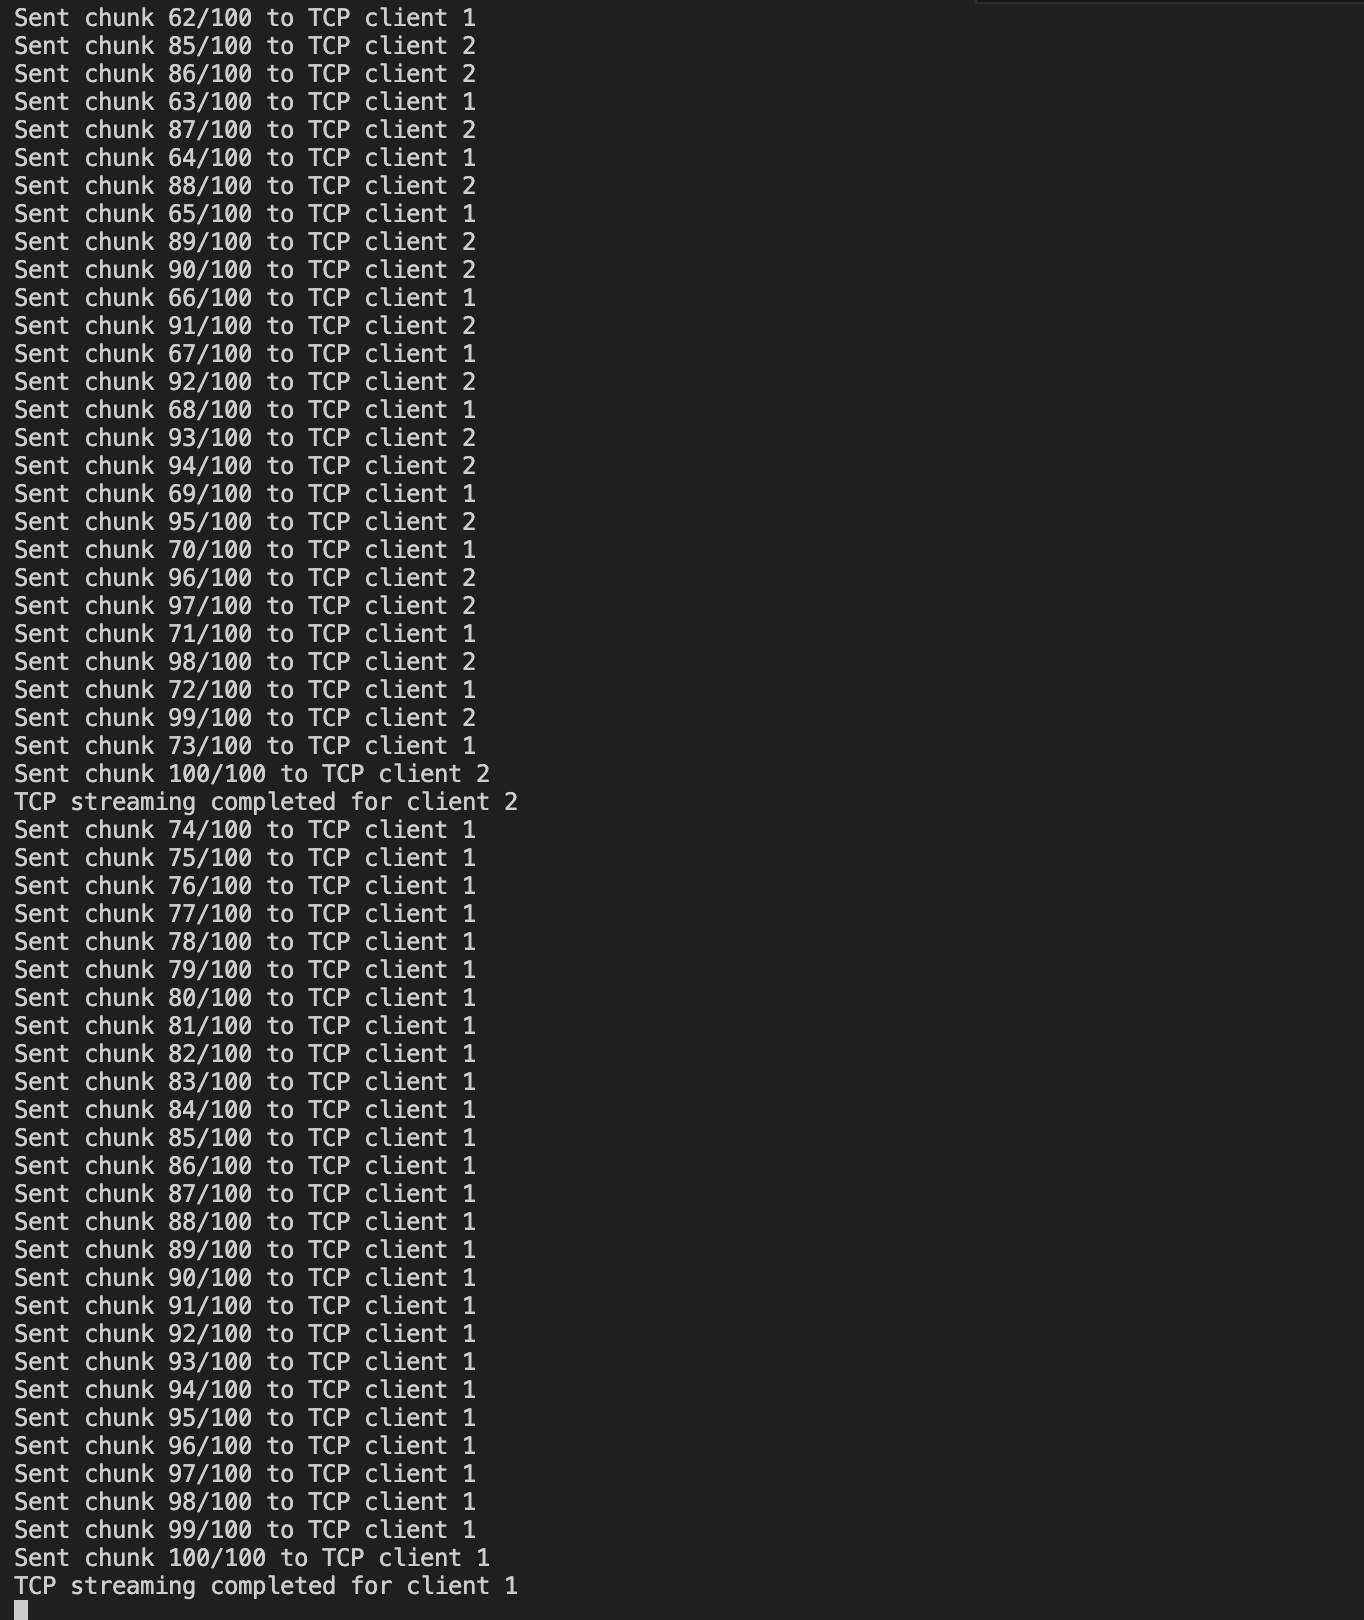 Sent chunk 62/100 to TCP client 1
Sent chunk 85/100 to TCP client 2
Sent chunk 86/100 to TCP client 2
Sent chunk 63/100 to TCP client 1
Sent chunk 87/100 to TCP client 2
Sent chunk 64/100 to TCP client 1
Sent chunk 88/100 to TCP client 2
Sent chunk 65/100 to TCP client 1
Sent chunk 89/100 to TCP client 2
Sent chunk 90/100 to TCP client 2
Sent chunk 66/100 to TCP client 1
Sent chunk 91/100 to TCP client 2
Sent chunk 67/100 to TCP client 1
Sent chunk 92/100 to TCP client 2
Sent chunk 68/100 to TCP client 1
Sent chunk 93/100 to TCP client 2
Sent chunk 94/100 to TCP client 2
Sent chunk 69/100 to TCP client 1
Sent chunk 95/100 to TCP client 2
Sent chunk 70/100 to TCP client 1
Sent chunk 96/100 to TCP client 2
Sent chunk 97/100 to TCP client 2
Sent chunk 71/100 to TCP client 1
Sent chunk 98/100 to TCP client 2
Sent chunk 72/100 to TCP client 1
Sent chunk 99/100 to TCP client 2
Sent chunk 73/100 to TCP client 1
Sent chunk 100/100 to TCP client 2
TCP streaming completed for client 2
Sent chunk 74/100 to TCP client 1
Sent chunk 75/100 to TCP client 1
Sent chunk 76/100 to TCP client 1
Sent chunk 77/100 to TCP client 1
Sent chunk 78/100 to TCP client 1
Sent chunk 79/100 to TCP client 1
Sent chunk 80/100 to TCP client 1
Sent chunk 81/100 to TCP client 1
Sent chunk 82/100 to TCP client 1
Sent chunk 83/100 to TCP client 1
Sent chunk 84/100 to TCP client 1
Sent chunk 85/100 to TCP client 1
Sent chunk 86/100 to TCP client 1
Sent chunk 87/100 to TCP client 1
Sent chunk 88/100 to TCP client 1
Sent chunk 89/100 to TCP client 1
Sent chunk 90/100 to TCP client 1
Sent chunk 91/100 to TCP client 1
Sent chunk 92/100 to TCP client 1
Sent chunk 93/100 to TCP client 1
Sent chunk 94/100 to TCP client 1
Sent chunk 95/100 to TCP client 1
Sent chunk 96/100 to TCP client 1
Sent chunk 97/100 to TCP client 1
Sent chunk 98/100 to TCP client 1
Sent chunk 99/100 to TCP client 1
Sent chunk 100/100 to TCP client 1
TCP streaming completed for client 1